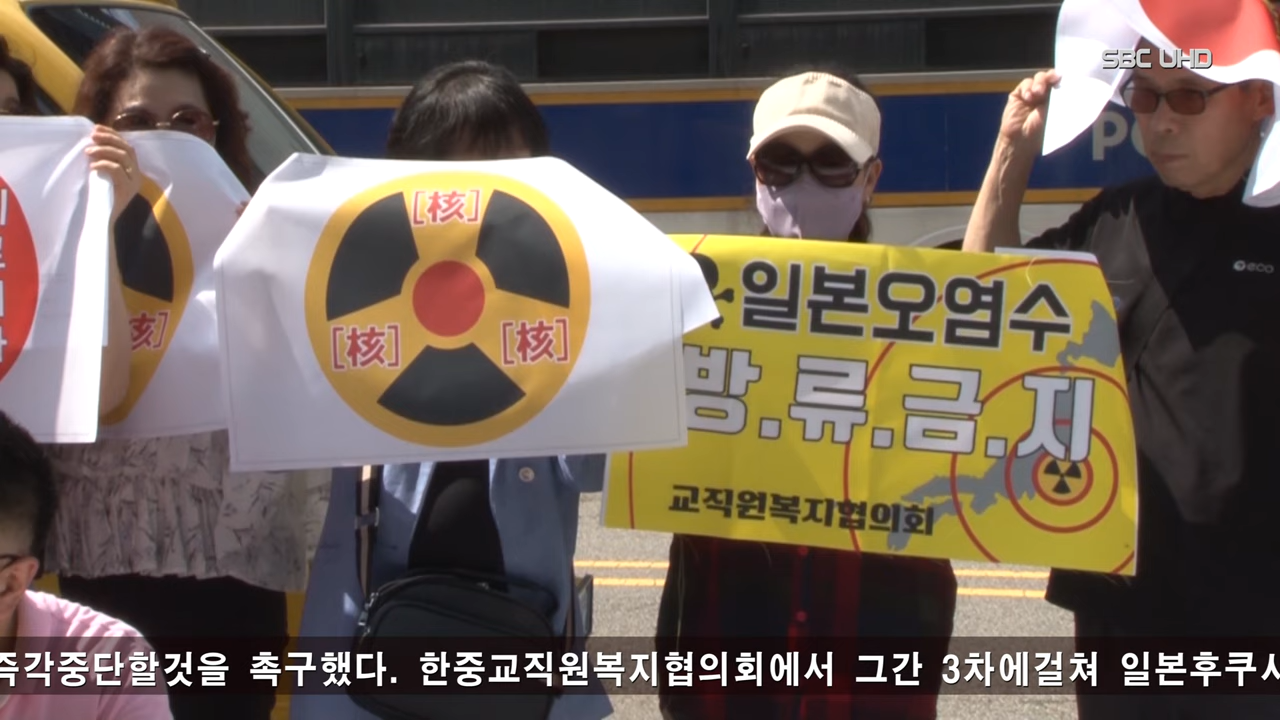 SBC UHD
[核]
[核] [核]
核]
일본오염수
방.류.금.지
교직원복지협의회
eco
즉각중단할것을 촉구했다. 한중교직원복지협의회에서 그간 3차에걸쳐 일본후쿠시